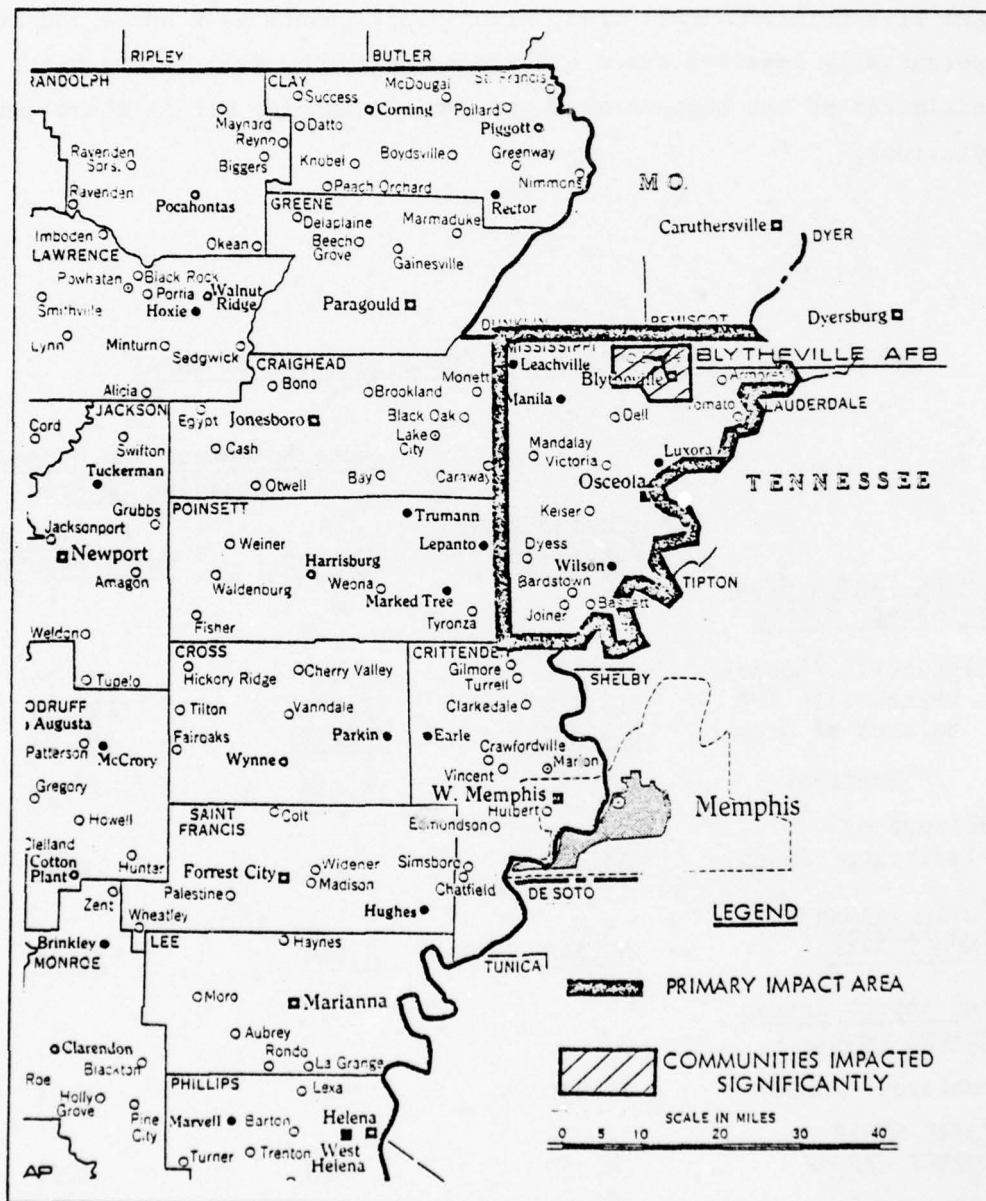 RIPLEY
BUTLER
RANDOLPH
CLAY
McDougal
St. Francis
Success
Corning
Pollard
Maynard
Datto
Piggott
Reyno
Ravenden
Sprs.
Biggers
Knobel
Boydsville
Greenway
Nimmons
Peach Orchard
MO.
Ravenden
Pocahontas
GREENE
Rector
Delaplaine
Marmaduke
Caruthersville
DYER
Imboden
Okean
Beech
Grove
LAWRENCE
Gainesville
Powhatan
Black Rock
Portia
Walnut
Ridge
Paragould
Smithville
Hoxie
Dyersburg
DUNKLIN
PEMISCOT
Lynn
Minturn
Sedgwick
MISSISSIPPI
BLYTHEVILLE AFB
CRAIGHEAD
Leachville
Blytheville
Armorel
Alicia
Bono
Brookland
Monett
Manila
JACKSON
Egypt
Jonesboro
Black Oak
Dell
Tomato
LAUDERDALE
Cord
Swifton
Cash
Lake
City
Mandalay
Victoria
Luxora
Tuckerman
Otwell
Bay
Caraway
Osceola
TENNESSEE
Grubbs
POINSETT
Trumann
Keiser
Jacksonport
Newport
Weiner
Harrisburg
Lepanto
Dyess
Wilson
Amagon
Waldenburg
Weona
Marked Tree
Bardstown
TIPTON
Fisher
Tyronza
Joiner
Bassett
Weldon
CROSS
CRITTENDEN
Hickory Ridge
Cherry Valley
Gilmore
Turrell
SHELBY
Tupelo
ODRUFF
Augusta
Tilton
Vanndale
Clarkedale
Patterson
McCrory
Fairoaks
Parkin
Earle
Crawfordville
Wynne
Vincent
Marion
Gregory
W. Memphis
Memphis
Howell
SAINT
FRANCIS
Colt
Hulbert
Edmondson
Clelland
Cotton
Plant
Hunter
Widener
Simsboro
Forrest City
Madison
Chatfield
DE SOTO
Zent
Palestine
Hughes
LEGEND
Wheatley
Brinkley
MONROE
LEE
Haynes
TUNICA
PRIMARY IMPACT AREA
Moro
Marianna
Aubrey
Clarendon
Blackton
Rondo
La Grange
COMMUNITIES IMPACTED
SIGNIFICANTLY
Roe
PHILLIPS
Lexa
Holly
Grove
Pine
City
Marvell
Barton
Helena
SCALE IN MILES
0 5 10 20 30 40
West
Helena
Turner
Trenton
AP